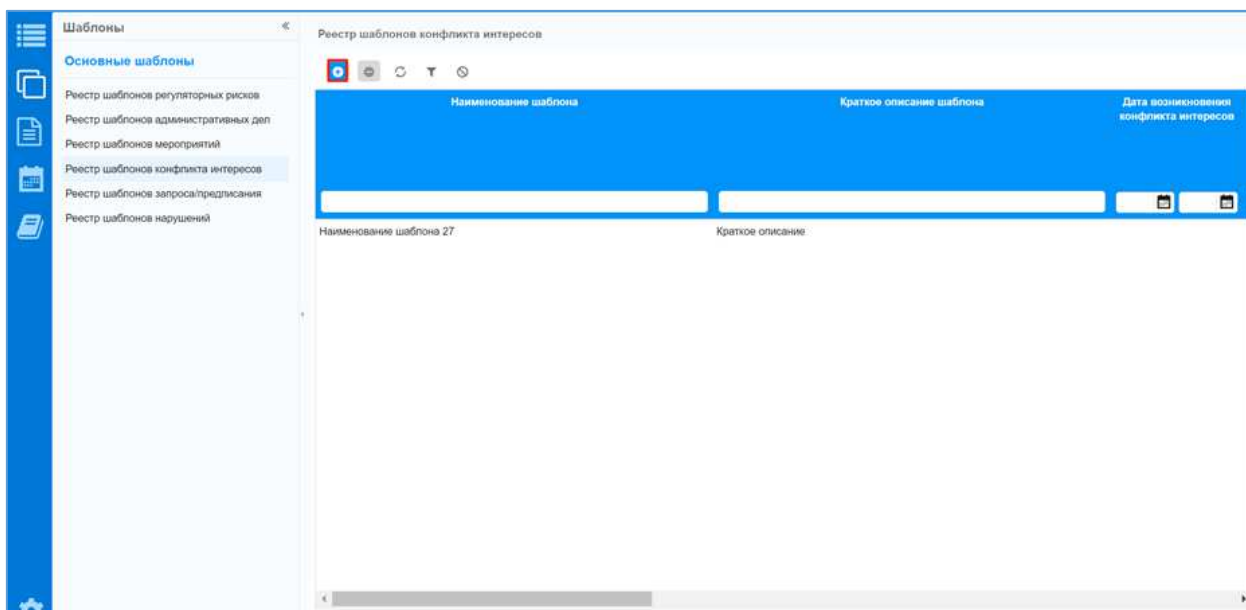 Шаблоны
Основные шаблоны
Реестр шаблонов регуляторных рисков
Реестр шаблонов административных дел
Реестр шаблонов мероприятий
Реестр шаблонов конфликта интересов
Реестр шаблонов запроса/предписания
Реестр шаблонов нарушений
Реестр шаблонов конфликта интересов
Наименование шаблона
Краткое описание шаблона
Дата возникновения
конфликта интересов
Наименование шаблона 27
Краткое описание